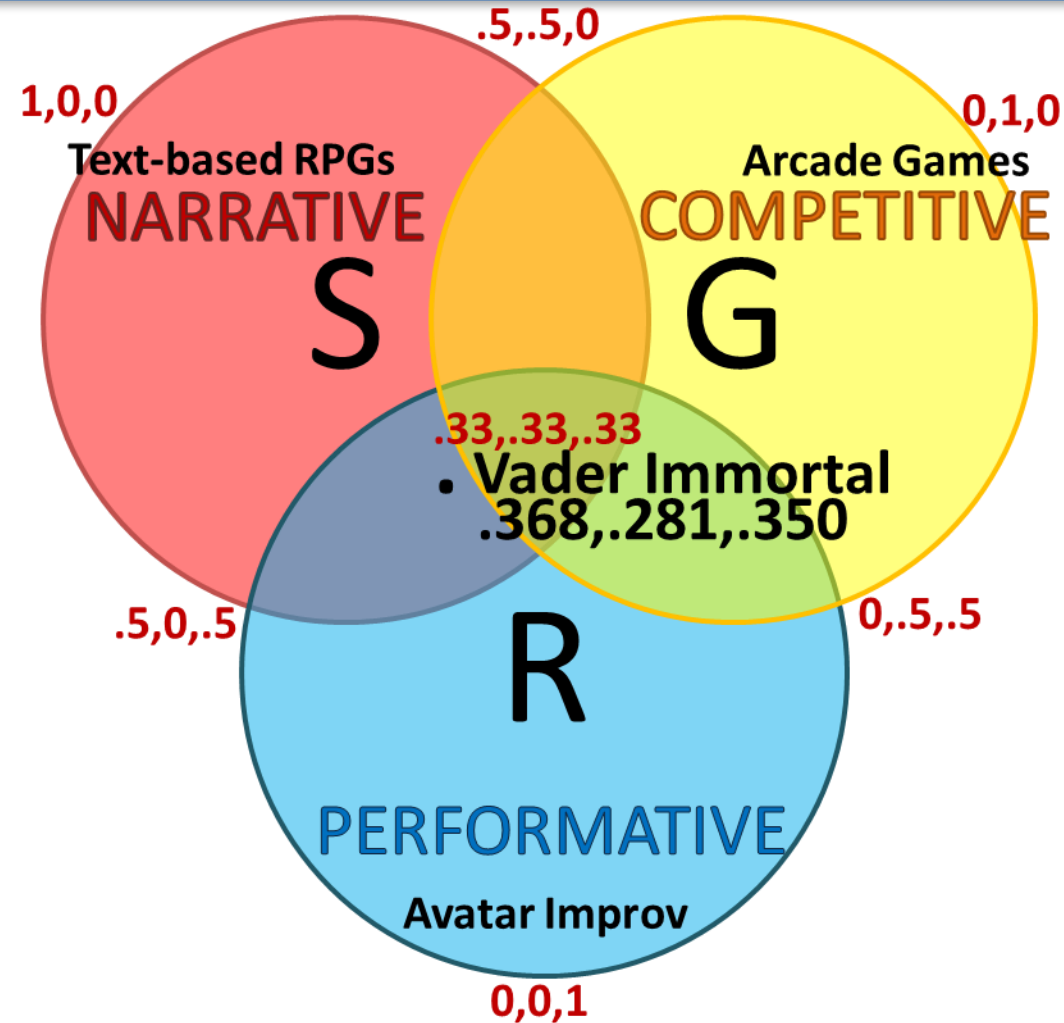 .5,.5,0
1,0,0
0,1,0
Text-based RPGs
NARRATIVE
S
Arcade Games
COMPETITIVE
G
.33,.33,.33
. Vader Immortal
.368,.281,.350
.5,0,.5
0,.5,.5
R
PERFORMATIVE
Avatar Improv
0,0,1